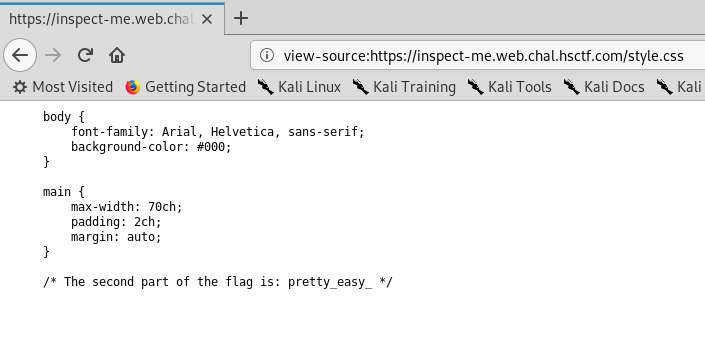 https://inspect-me.web.chal
view-source:https://inspect-me.web.chal.hsctf.com/style.css
Most Visited Getting Started Kali Linux Kali Training Kali Tools Kali Docs Kali
body {
    font-family: Arial, Helvetica, sans-serif;
    background-color: #000;
}
main {
    max-width: 70ch;
    padding: 2ch;
    margin: auto;
}
/* The second part of the flag is: pretty_easy_ */